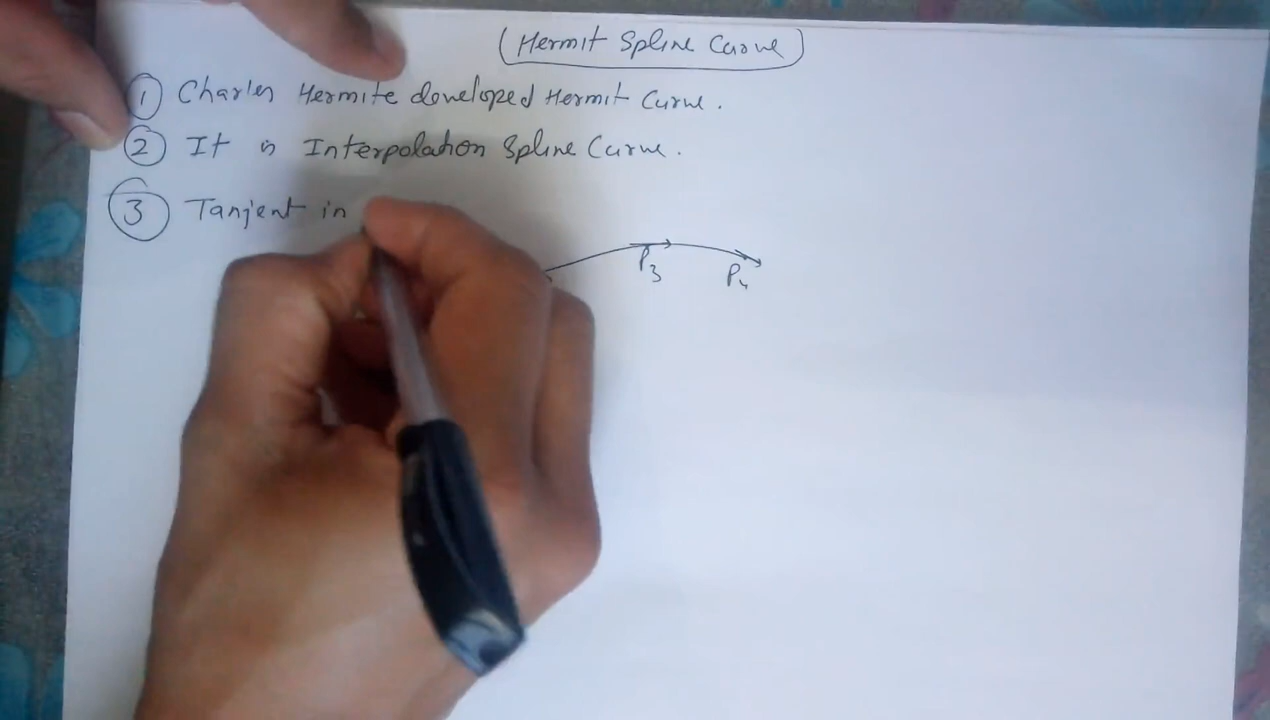 (Hermit Spline Curve)
1 Charles Hermite developed Hermit Curve.
2 It is Interpolation Spline Curve.
3 Tanjent in
P3 P4